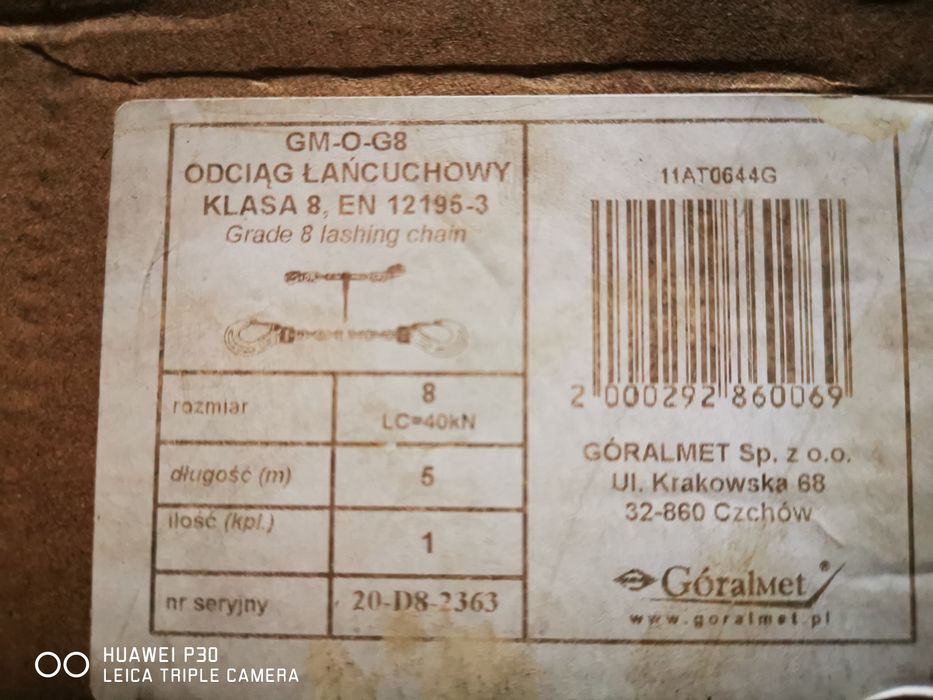 GM-O-G8
ODCIĄG ŁAŃCUCHOWY
KLASA 8, EN 12195-3
Grade 8 lashing chain
rozmiar
8
LC=40kN
długość (m)
5
ilość (kpl.)
1
nr seryjny
20-D8-2363
11AT0644G
2 000292 860069
GÓRALMET Sp. z o.o.
Ul. Krakowska 68
32-860 Czchów
GóralMet®
www.goralmet.pl
HUAWEI P30
LEICA TRIPLE CAMERA